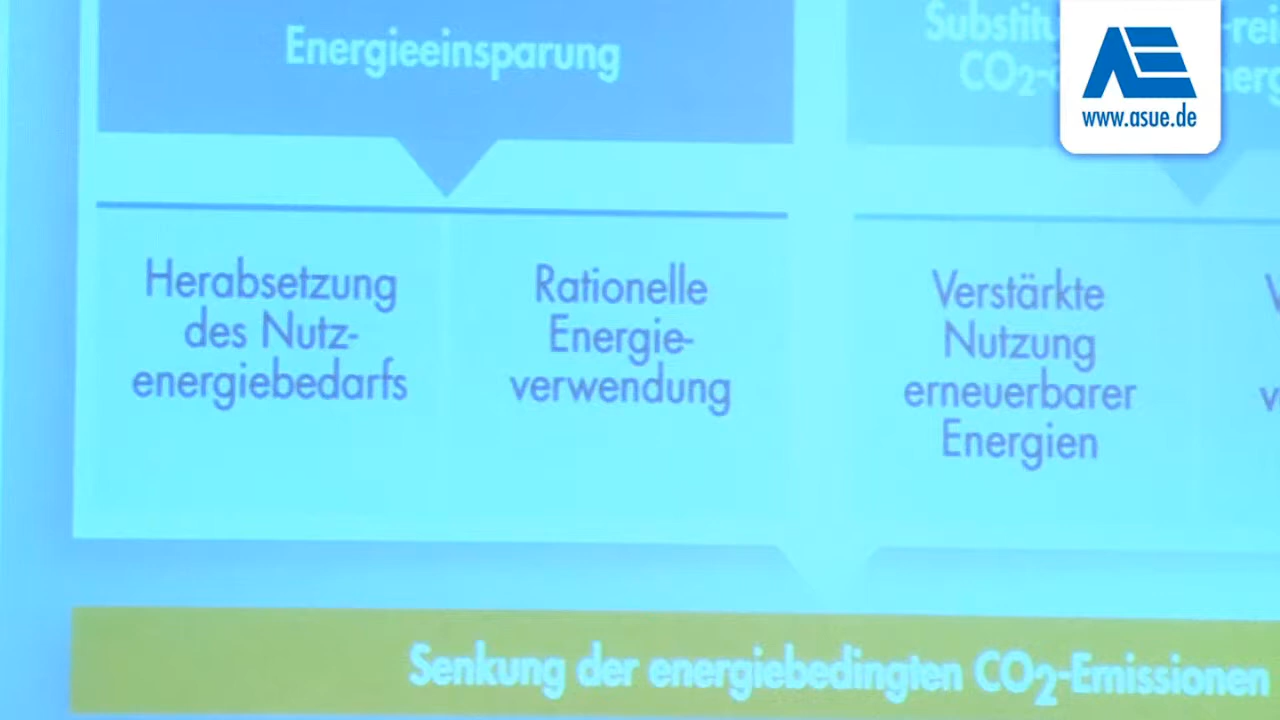 Energieeinsparung
CO2-
www.asue.de
Herabsetzung
des Nutz-
energiebedarfs
Rationelle
Energie-
verwendung
Verstärkte
Nutzung
erneuerbarer
Energien
Senkung der energiebedingten CO2-Emissionen